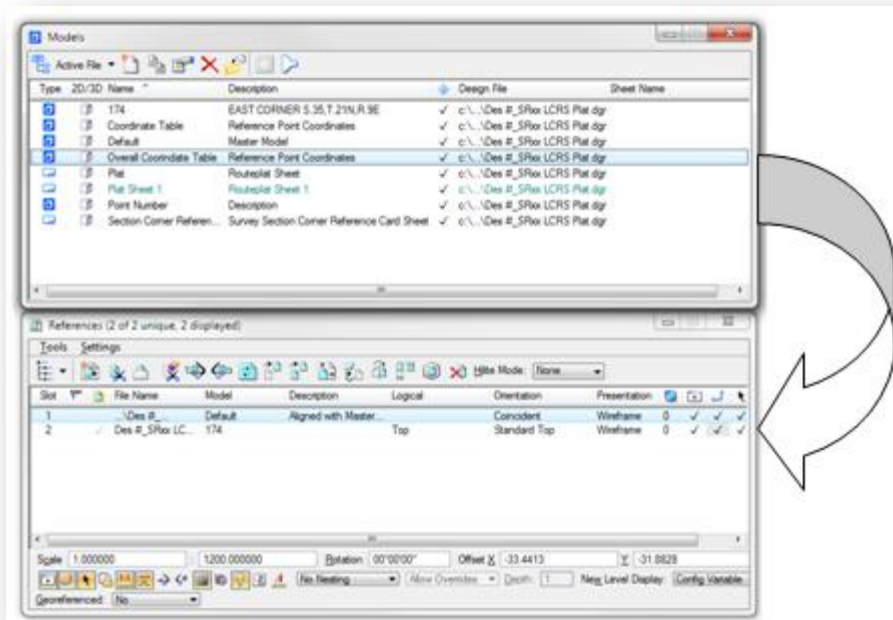 Models
Active File
Type 2D/3D Name Description Design File Sheet Name
174 EAST CORNER S.35,T.21N,R.9E c:\...\Des #_SRxx LCRS Plat.dgn
Coordinate Table Reference Point Coordinates c:\...\Des #_SRxx LCRS Plat.dgn
Default Master Model c:\...\Des #_SRxx LCRS Plat.dgn
Overall Coorindate Table Reference Point Coordinates c:\...\Des #_SRxx LCRS Plat.dgn
Plat Routeplat Sheet c:\...\Des #_SRxx LCRS Plat.dgn
Plat Sheet 1 Routeplat Sheet 1 c:\...\Des #_SRxx LCRS Plat.dgn
Point Number Description c:\...\Des #_SRxx LCRS Plat.dgn
Section Corner Referen... Survey Section Corner Reference Card Sheet c:\...\Des #_SRxx LCRS Plat.dgn
References (2 of 2 unique, 2 displayed)
Tools Settings
Hilite Mode: None
Slot File Name Model Description Logical Orientation Presentation
1 ...\Des #_... Default Aligned with Master... Coincident Wireframe 0
2 Des #_SRxx LC... 174 Top Standard Top Wireframe 0
Scale 1.000000 : 1200.000000 Rotation 00°00'00" Offset X -33.4413 Y -31.8829
No Nesting Allow Overrides Depth: 1 New Level Display: Config Variable
Georeferenced: No